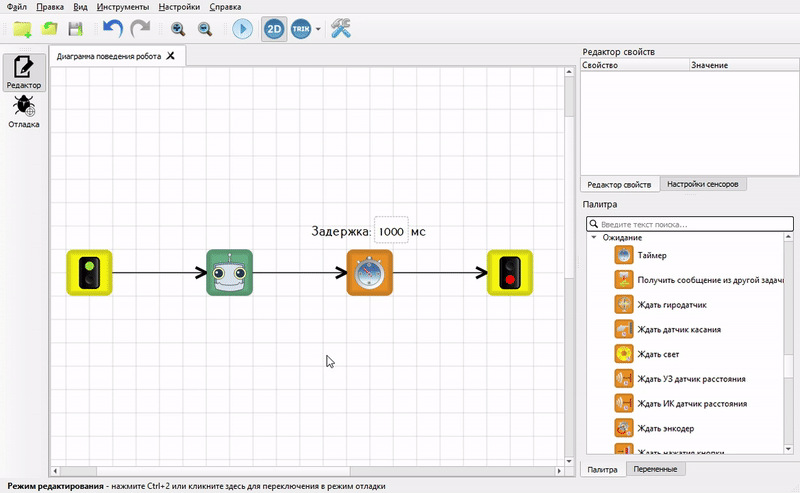 Файл Правка Вид Инструменты Настройки Справка
2D TRIK
Диаграмма поведения робота
Редактор
Отладка
Задержка: 1000 мс
Редактор свойств
Свойство Значение
Редактор свойств Настройки сенсоров
Палитра
Введите текст поиска...
Ожидание
Таймер
Получить сообщение из другой задачи
Ждать гиродатчик
Ждать датчик касания
Ждать свет
Ждать УЗ датчик расстояния
Ждать ИК датчик расстояния
Ждать энкодер
Ждать нажатия кнопки
Палитра Переменные
Режим редактирования - нажмите Ctrl+2 или кликните здесь для переключения в режим отладки